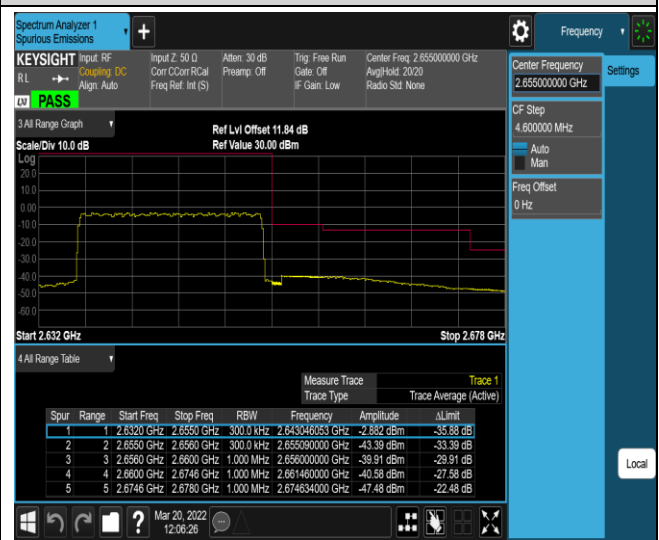 Spectrum Analyzer 1
Spurious Emissions
+
Frequency
KEYSIGHT Input: RF Input Z: 50 Ω Atten: 30 dB Trig: Free Run Center Freq: 2.655000000 GHz
RL Coupling: DC Corr CCorr RCal Preamp: Off Gate: Off Avg|Hold: 20/20
Align: Auto Freq Ref: Int (S) IF Gain: Low Radio Std: None
LXI PASS
3 All Range Graph
Ref Lvl Offset 11.84 dB
Scale/Div 10.0 dB Ref Value 30.00 dBm
Log
20.0
10.0
0.00
-10.0
-20.0
-30.0
-40.0
-50.0
-60.0
Start 2.632 GHz Stop 2.678 GHz
4 All Range Table
Measure Trace Trace 1
Trace Type Trace Average (Active)
Spur Range Start Freq Stop Freq RBW Frequency Amplitude ΔLimit
1 1 2.6320 GHz 2.6550 GHz 300.0 kHz 2.643046053 GHz -2.882 dBm -35.88 dB
2 2 2.6550 GHz 2.6560 GHz 300.0 kHz 2.655090000 GHz -43.39 dBm -33.39 dB
3 3 2.6560 GHz 2.6600 GHz 1.000 MHz 2.656000000 GHz -39.91 dBm -29.91 dB
4 4 2.6600 GHz 2.6746 GHz 1.000 MHz 2.661460000 GHz -40.58 dBm -27.58 dB
5 5 2.6746 GHz 2.6780 GHz 1.000 MHz 2.674634000 GHz -47.48 dBm -22.48 dB
Mar 20, 2022
12:06:26
?
Center Frequency
2.655000000 GHz
Settings
CF Step
4.600000 MHz
Auto
Man
Freq Offset
0 Hz
Local